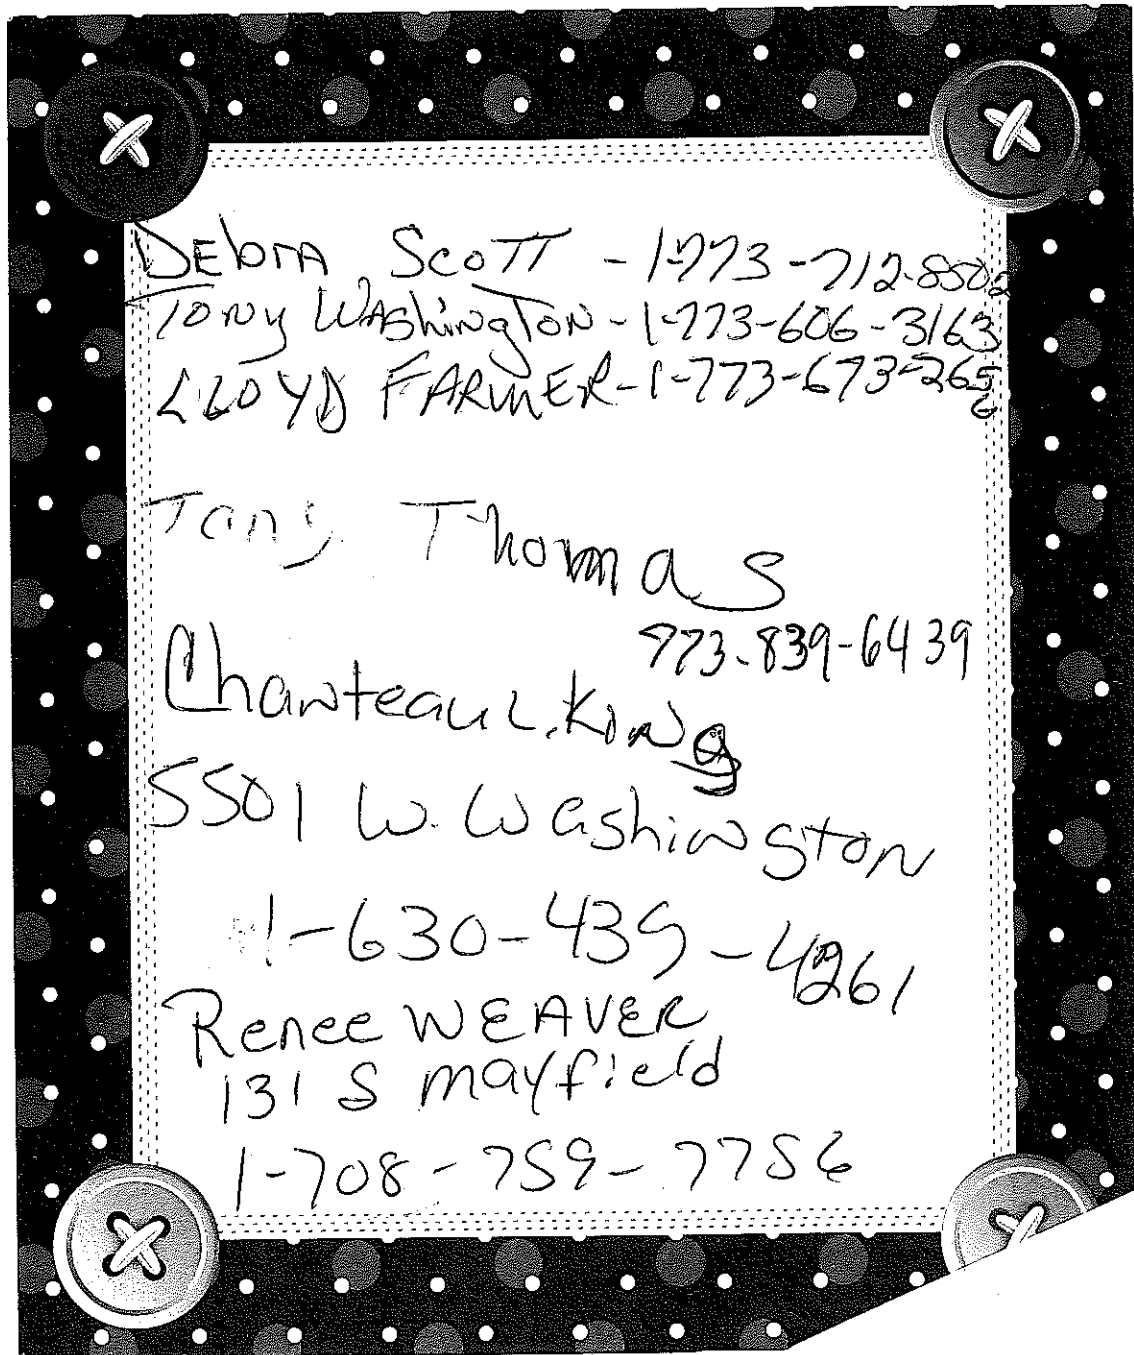 DEbrA SCOTT - 1-773-712-8502
TONy WAShingTON - 1-773-606-3163
LLOYD FARMER - 1-773-673-265
6
Tony Thomas
773-839-6439
Chanteau L. KiNg
5501 W. Washington
1-630-439-4261
Renee WEAVER
131 S mayfield
1-708-759-7756